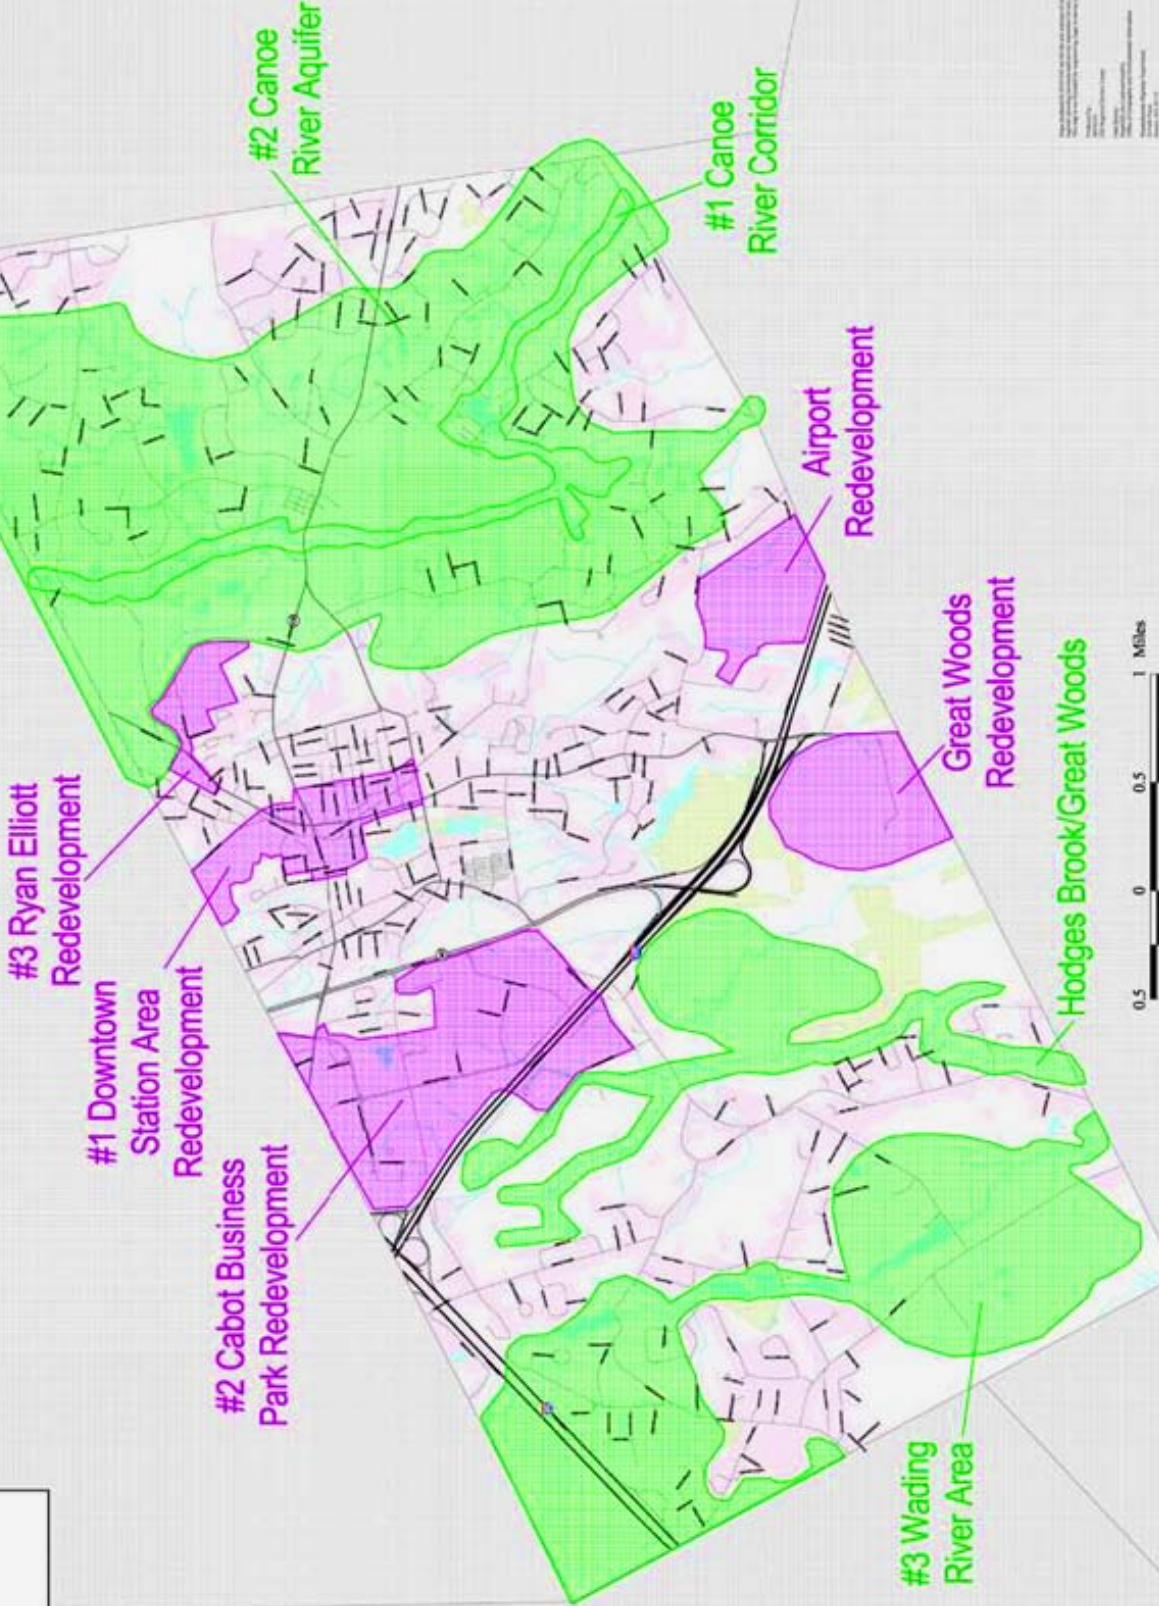 #2 Canoe
River Aquifer
#1 Canoe
River Corridor
Airport
Redevelopment
Great Woods
Redevelopment
Hodges Brook/Great Woods
#3 Ryan Elliott
Redevelopment
#1 Downtown
Station Area
Redevelopment
#2 Cabot Business
Park Redevelopment
#3 Wading
River Area
0.5 0 0.5 1 Miles